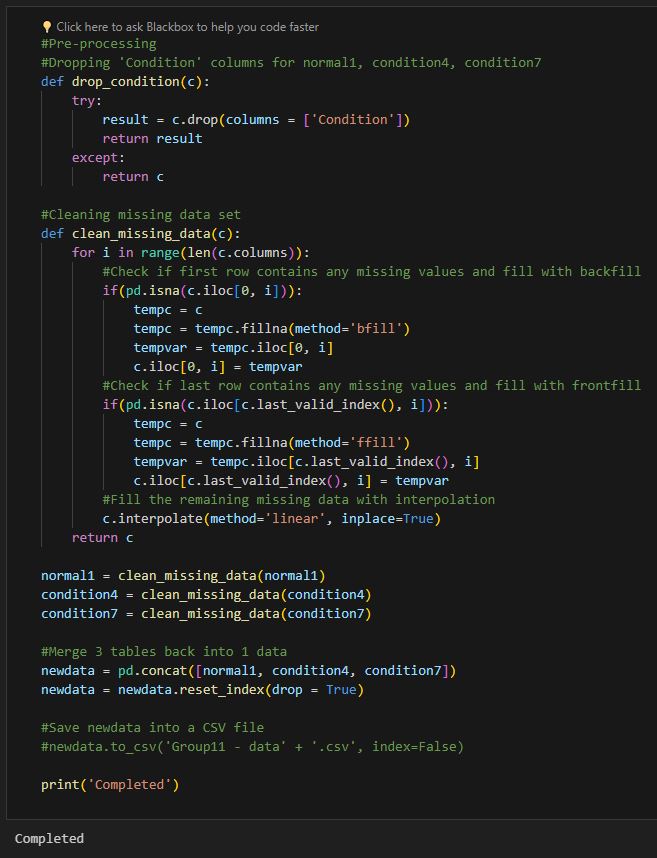 Click here to ask Blackbox to help you code faster
#Pre-processing
#Dropping 'Condition' columns for normal1, condition4, condition7
def drop_condition(c):
    try:
        result = c.drop(columns = ['Condition'])
        return result
    except:
        return c

#Cleaning missing data set
def clean_missing_data(c):
    for i in range(len(c.columns)):
        #Check if first row contains any missing values and fill with backfill
        if(pd.isna(c.iloc[0, i])):
            tempc = c
            tempc = tempc.fillna(method='bfill')
            tempvar = tempc.iloc[0, i]
            c.iloc[0, i] = tempvar
        #Check if last row contains any missing values and fill with frontfill
        if(pd.isna(c.iloc[c.last_valid_index(), i])):
            tempc = c
            tempc = tempc.fillna(method='ffill')
            tempvar = tempc.iloc[c.last_valid_index(), i]
            c.iloc[c.last_valid_index(), i] = tempvar
        #Fill the remaining missing data with interpolation
        c.interpolate(method='linear', inplace=True)
    return c

normal1 = clean_missing_data(normal1)
condition4 = clean_missing_data(condition4)
condition7 = clean_missing_data(condition7)

#Merge 3 tables back into 1 data
newdata = pd.concat([normal1, condition4, condition7])
newdata = newdata.reset_index(drop = True)

#Save newdata into a CSV file
#newdata.to_csv('Group11 - data' + '.csv', index=False)

print('Completed')
Completed